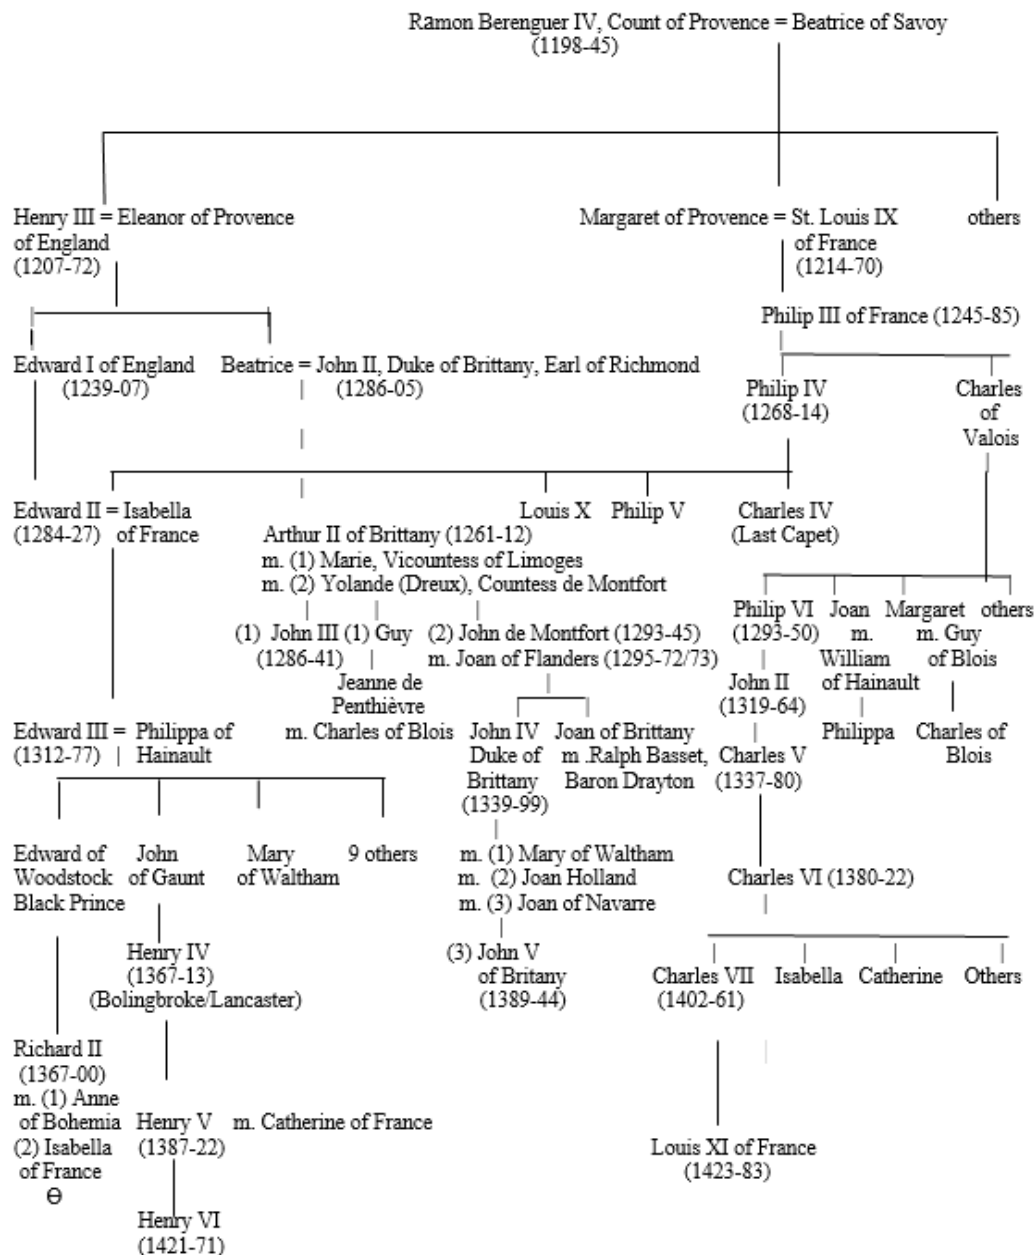 Ramon Berenguer IV, Count of Provence = Beatrice of Savoy
(1198-45)
Henry III = Eleanor of Provence
of England
(1207-72)
Margaret of Provence = St. Louis IX
of France
(1214-70)
others
Philip III of France (1245-85)
Edward I of England
(1239-07)
Beatrice = John II, Duke of Brittany, Earl of Richmond
(1286-05)
Philip IV
(1268-14)
Charles
of
Valois
Edward II = Isabella
(1284-27) of France
Louis X
Philip V
Charles IV
(Last Capet)
Arthur II of Brittany (1261-12)
m. (1) Marie, Vicountess of Limoges
m. (2) Yolande (Dreux), Countess de Montfort
(1) John III (1) Guy
(1286-41)
(2) John de Montfort (1293-45)
m. Joan of Flanders (1295-72/73)
Philip VI
(1293-50)
Joan
m.
William
of Hainault
Margaret
m. Guy
of Blois
others
Jeanne de
Penthièvre
m. Charles of Blois
John II
(1319-64)
Edward III = Philippa of
(1312-77) Hainault
John IV
Duke of
Brittany
(1339-99)
Joan of Brittany
m .Ralph Basset,
Baron Drayton
Charles V
(1337-80)
Philippa
Charles of
Blois
Edward of
Woodstock
Black Prince
John
of Gaunt
Mary
of Waltham
9 others
m. (1) Mary of Waltham
m. (2) Joan Holland
m. (3) Joan of Navarre
Charles VI (1380-22)
Henry IV
(1367-13)
(Bolingbroke/Lancaster)
(3) John V
of Britany
(1389-44)
Charles VII
(1402-61)
Isabella
Catherine
Others
Richard II
(1367-00)
m. (1) Anne
of Bohemia
(2) Isabella
of France
Θ
Henry V m. Catherine of France
(1387-22)
Louis XI of France
(1423-83)
Henry VI
(1421-71)